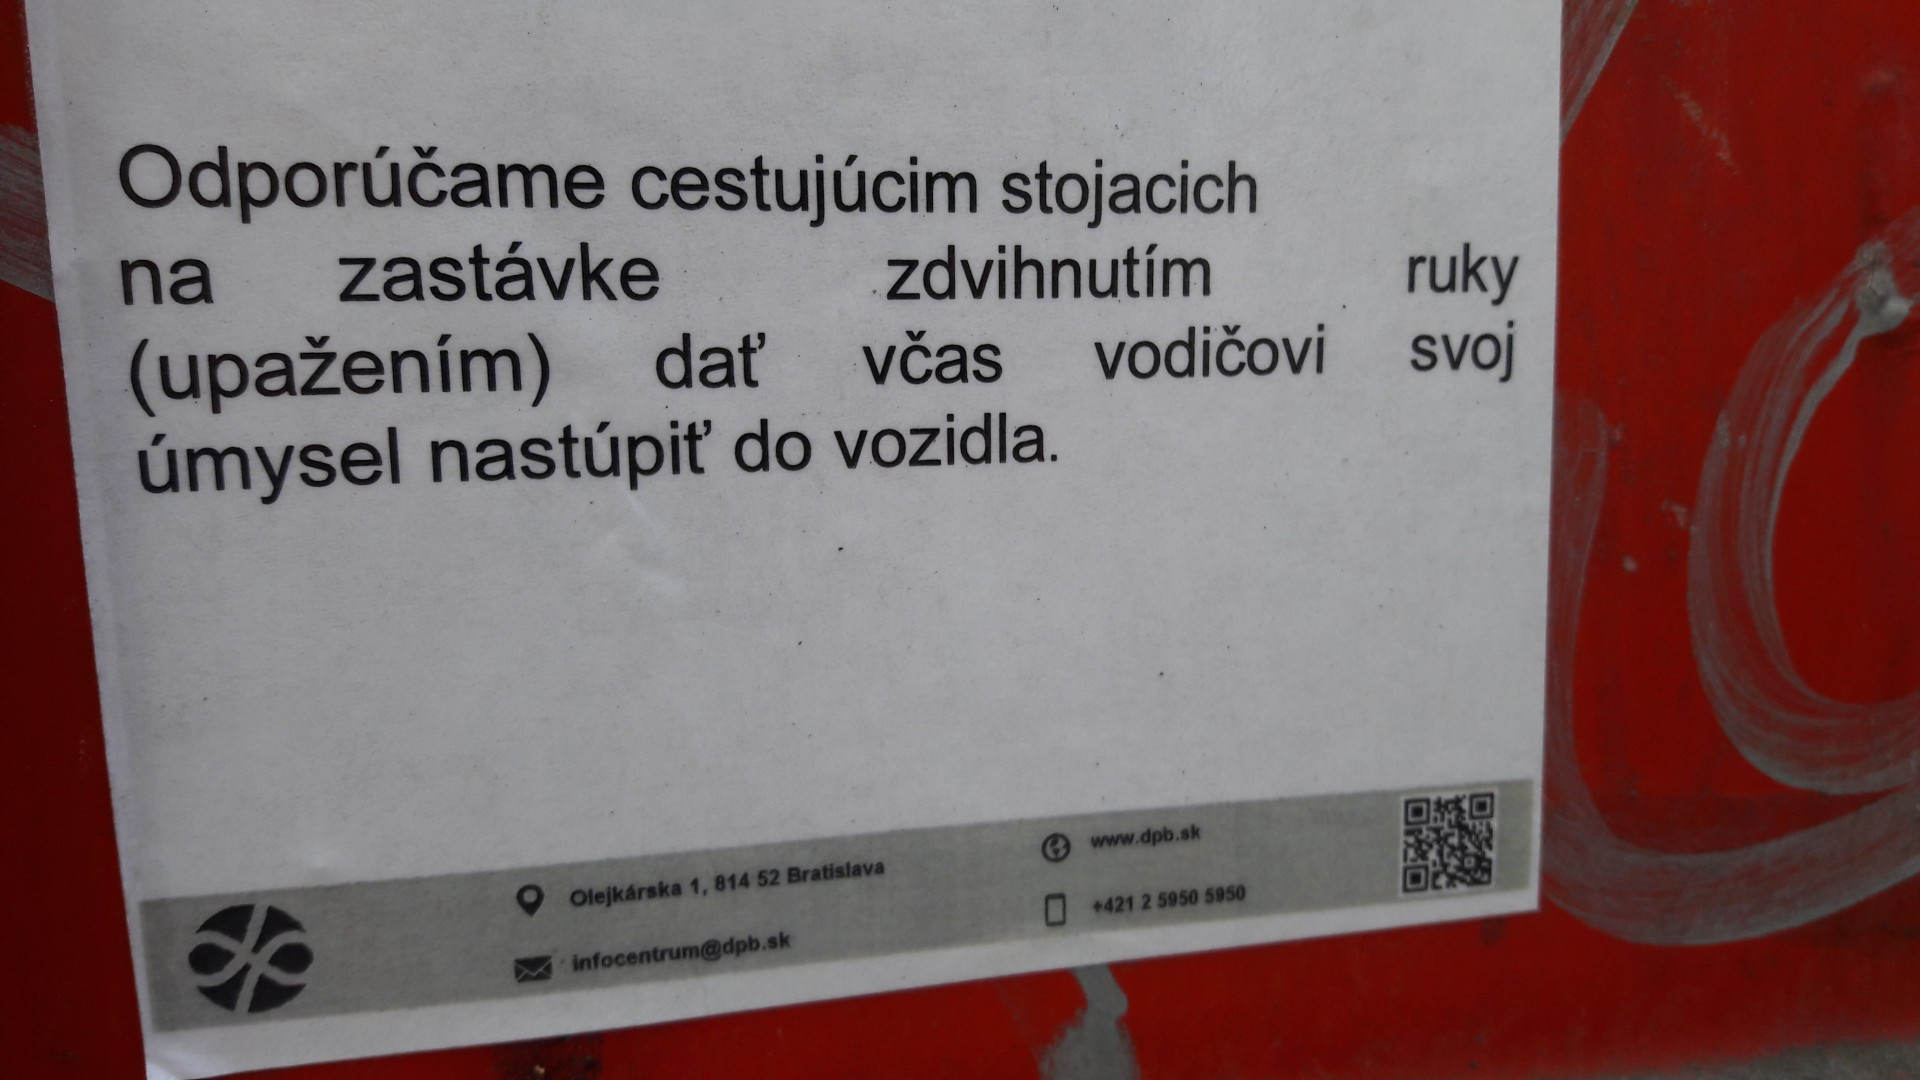 Odporúčame cestujúcim stojacich
na zastávke zdvihnutím ruky
(upažením) dať včas vodičovi svoj
úmysel nastúpiť do vozidla.
Olejkárska 1, 814 52 Bratislava
infocentrum@dpb.sk
www.dpb.sk
+421 2 5950 5950